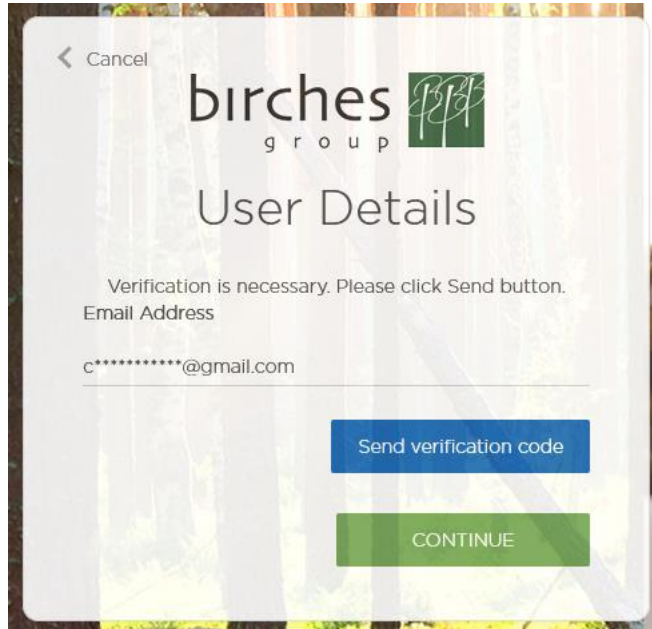 Cancel
birches
group
User Details
Verification is necessary. Please click Send button.
Email Address
c***********@gmail.com
Send verification code
CONTINUE